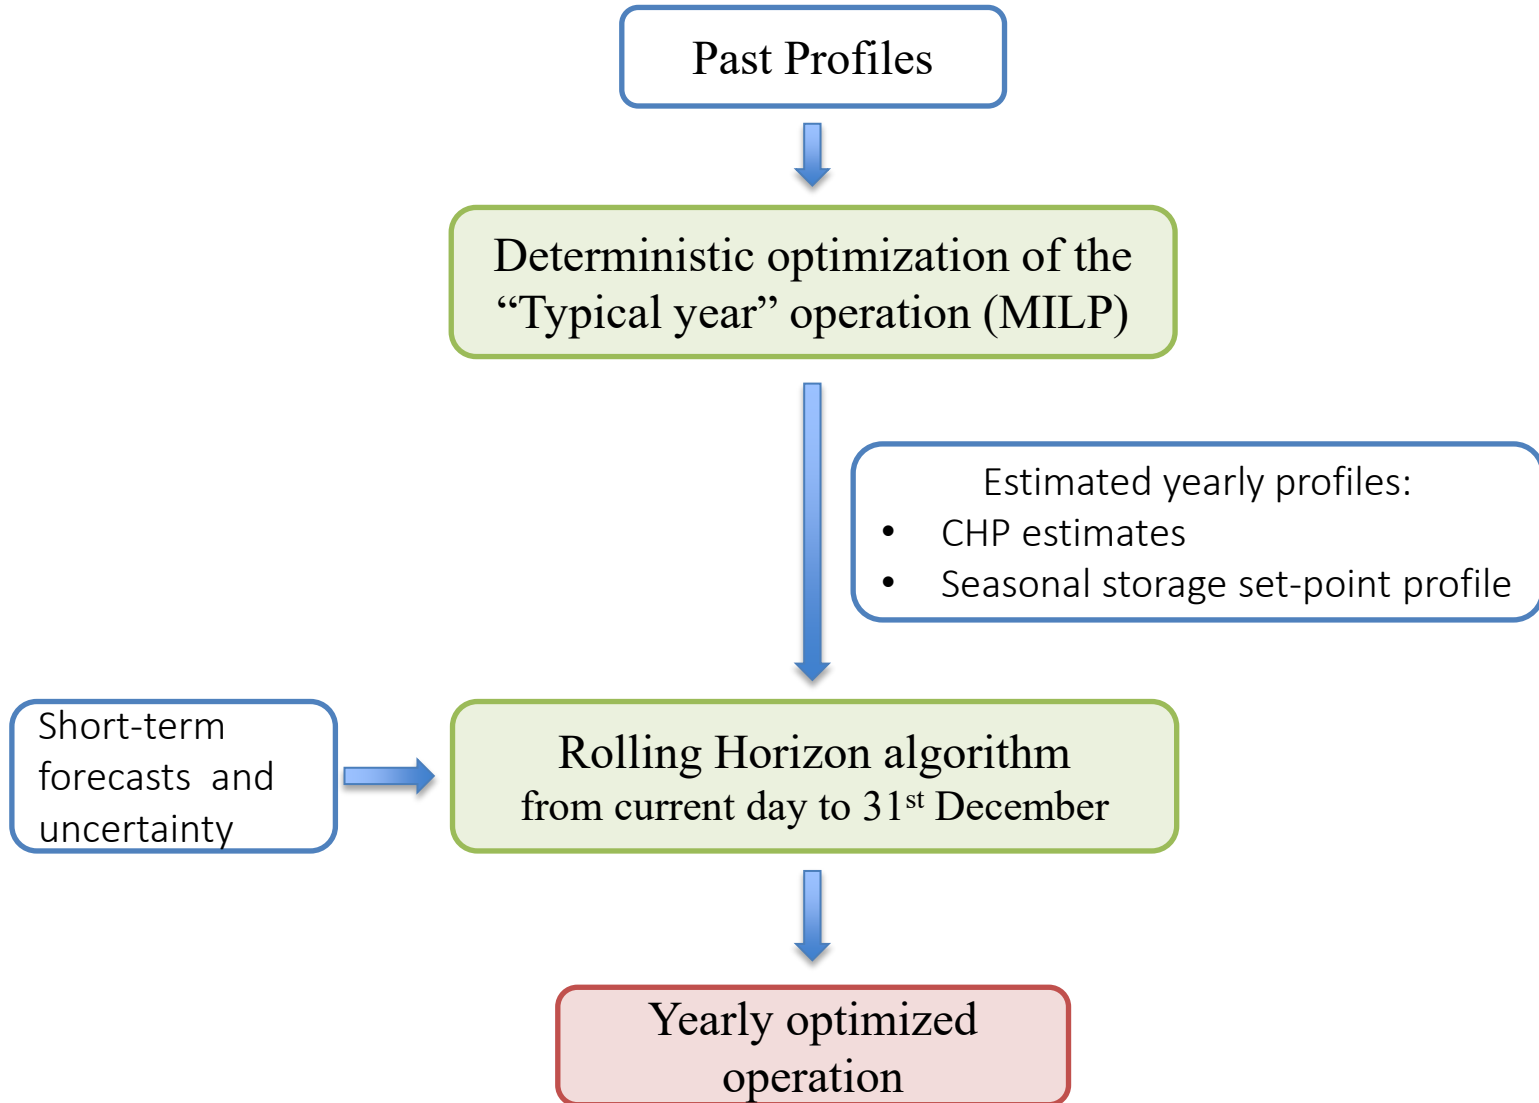 Past Profiles
Deterministic optimization of the
“Typical year” operation (MILP)
Estimated yearly profiles:
• CHP estimates
• Seasonal storage set-point profile
Short-term
forecasts and
uncertainty
Rolling Horizon algorithm
from current day to 31st December
Yearly optimized
operation